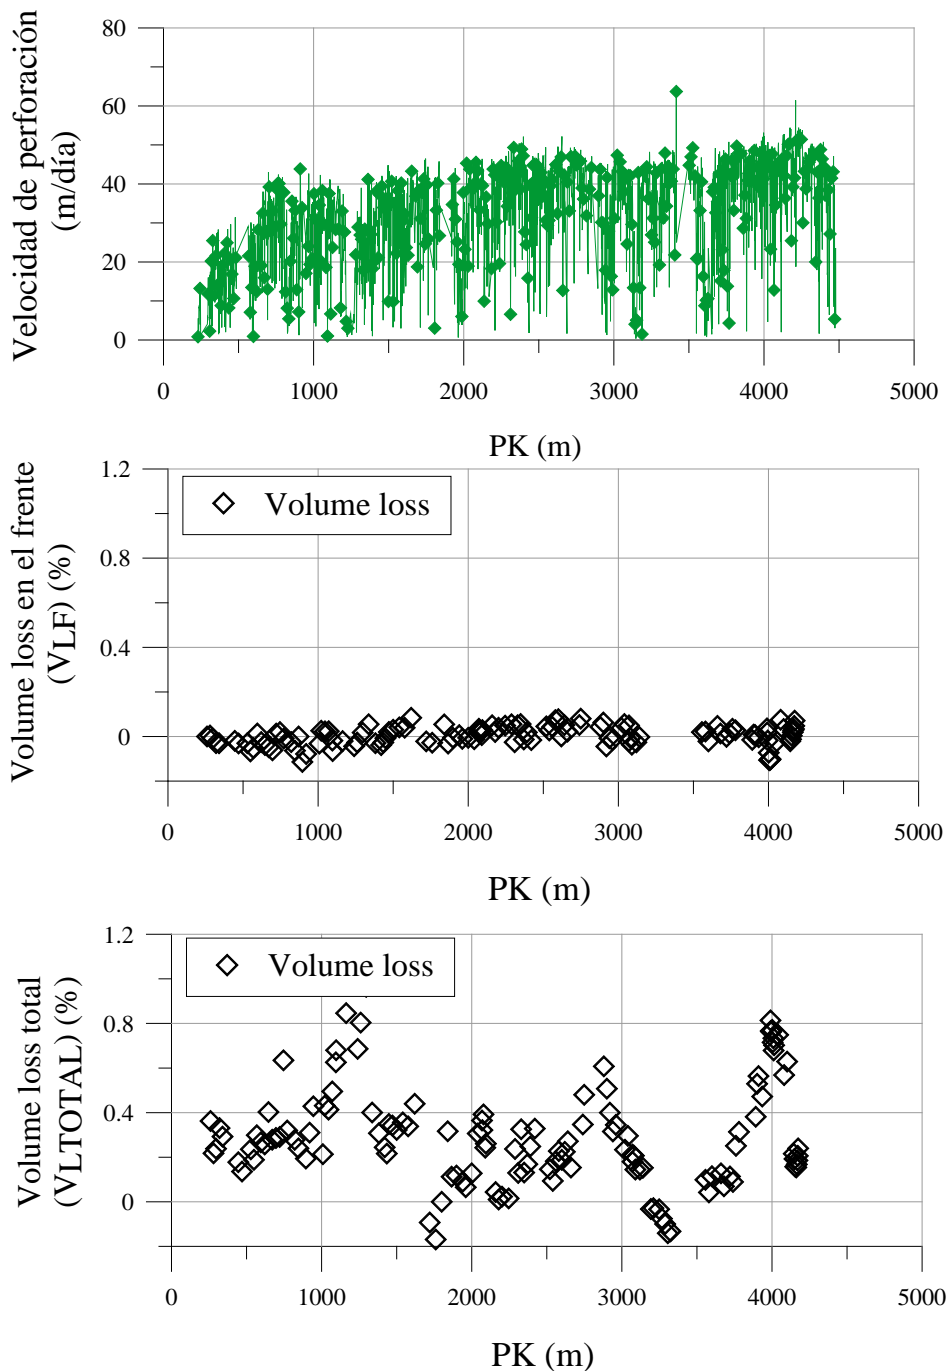 Velocidad de perforación
(m/día)
80
60
40
20
0
0 1000 2000 3000 4000 5000
PK (m)
Volume loss en el frente
(VLF) (%)
1.2
0.8
0.4
0
Volume loss
0 1000 2000 3000 4000 5000
PK (m)
Volume loss total
(VLTOTAL) (%)
1.2
0.8
0.4
0
Volume loss
0 1000 2000 3000 4000 5000
PK (m)